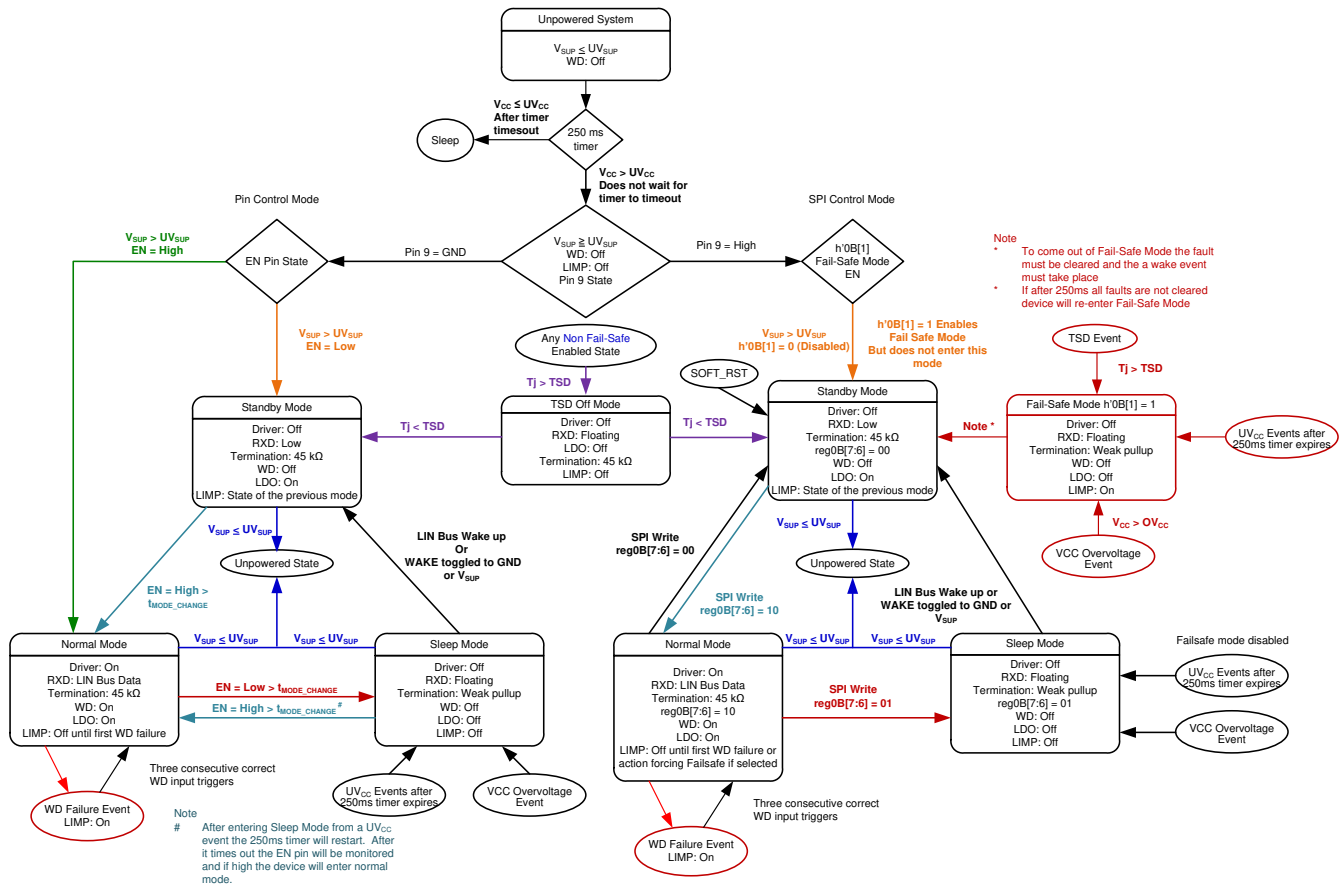 Unpowered System
VSUP ≤ UVSUP
WD: Off
VCC ≤ UVCC
After timer
timesout
Sleep
250 ms
timer
VCC > UVCC
Does not wait for
timer to timeout
Pin Control Mode
SPI Control Mode
VSUP > UVSUP
EN = High
EN Pin State
Pin 9 = GND
VSUP ≧ UVSUP
WD: Off
LIMP: Off
Pin 9 State
Pin 9 = High
h'0B[1]
Fail-Safe Mode
EN
Note
* To come out of Fail-Safe Mode the fault
must be cleared and the a wake event
must take place
* If after 250ms all faults are not cleared
device will re-enter Fail-Safe Mode
VSUP > UVSUP
EN = Low
Any Non Fail-Safe
Enabled State
VSUP > UVSUP
h'0B[1] = 0 (Disabled)
h'0B[1] = 1 Enables
Fail Safe Mode
But does not enter this
mode
TSD Event
Tj > TSD
SOFT_RST
Tj > TSD
Standby Mode
Driver: Off
RXD: Low
Termination: 45 kΩ
WD: Off
LDO: On
LIMP: State of the previous mode
Tj < TSD
TSD Off Mode
Driver: Off
RXD: Floating
LDO: Off
Termination: 45 kΩ
LIMP: Off
Tj < TSD
Standby Mode
Driver: Off
RXD: Low
Termination: 45 kΩ
reg0B[7:6] = 00
WD: Off
LDO: On
LIMP: State of the previous mode
Note *
Fail-Safe Mode h'0B[1] = 1
Driver: Off
RXD: Floating
Termination: Weak pullup
WD: Off
LDO: Off
LIMP: On
UVCC Events after
250ms timer expires
VCC > OVCC
VCC Overvoltage
Event
VSUP ≤ UVSUP
Unpowered State
LIN Bus Wake up
Or
WAKE toggled to GND
or VSUP
EN = High >
tMODE_CHANGE
SPI Write
reg0B[7:6] = 00
VSUP ≤ UVSUP
Unpowered State
SPI Write
reg0B[7:6] = 10
LIN Bus Wake up or
WAKE toggled to GND or
VSUP
Normal Mode
Driver: On
RXD: LIN Bus Data
Termination: 45 kΩ
WD: On
LDO: On
LIMP: Off until first WD failure
VSUP ≤ UVSUP
VSUP ≤ UVSUP
EN = Low > tMODE_CHANGE
EN = High > tMODE_CHANGE #
Sleep Mode
Driver: Off
RXD: Floating
Termination: Weak pullup
WD: Off
LDO: Off
LIMP: Off
Normal Mode
Driver: On
RXD: LIN Bus Data
Termination: 45 kΩ
reg0B[7:6] = 10
WD: On
LDO: On
LIMP: Off until first WD failure or
action forcing Failsafe if selected
VSUP ≤ UVSUP
VSUP ≤ UVSUP
SPI Write
reg0B[7:6] = 01
Sleep Mode
Driver: Off
RXD: Floating
Termination: Weak pullup
reg0B[7:6] = 01
WD: Off
LDO: Off
LIMP: Off
Failsafe mode disabled
UVCC Events after
250ms timer expires
VCC Overvoltage
Event
Three consecutive correct
WD input triggers
WD Failure Event
LIMP: On
UVCC Events after
250ms timer expires
VCC Overvoltage
Event
Note
# After entering Sleep Mode from a UVCC
event the 250ms timer will restart. After
it times out the EN pin will be monitored
and if high the device will enter normal
mode.
Three consecutive correct
WD input triggers
WD Failure Event
LIMP: On